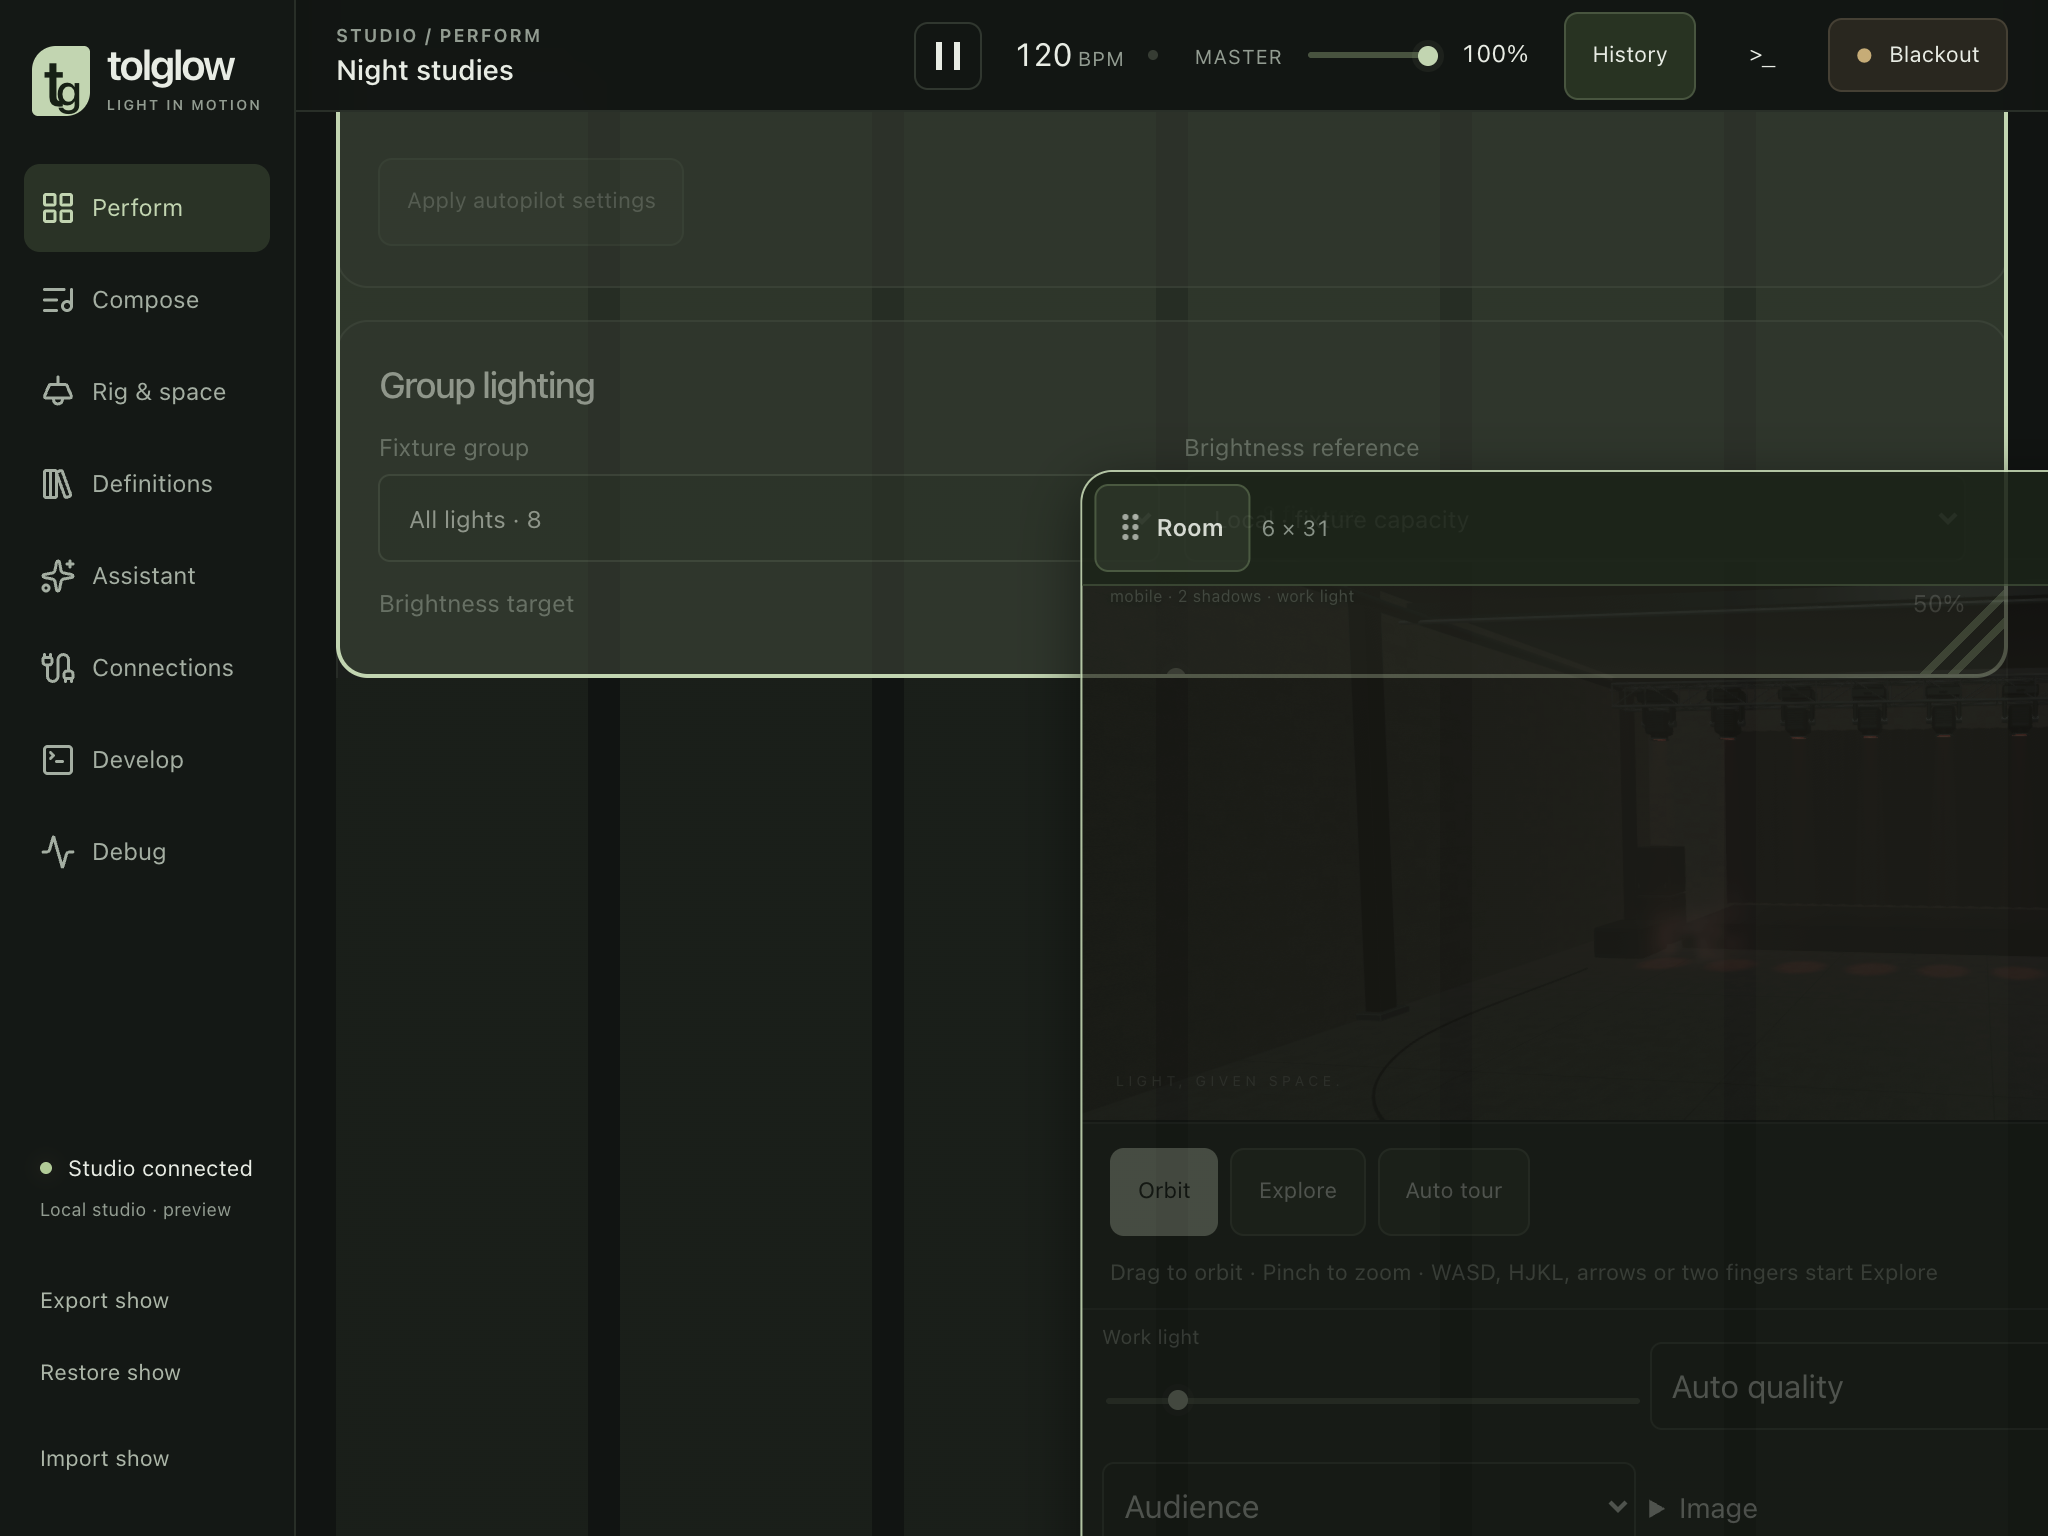 tg
tolglow
LIGHT IN MOTION
STUDIO / PERFORM
Night studies
120 BPM
MASTER
100%
History
>_
Blackout
Perform
Compose
Rig & space
Definitions
Assistant
Connections
Develop
Debug
Studio connected
Local studio · preview
Export show
Restore show
Import show
Apply autopilot settings
Group lighting
Fixture group
Brightness reference
All lights · 8
Local fixture capacity
Room
6 × 31
Brightness target
50%
mobile · 2 shadows · work light
LIGHT, GIVEN SPACE.
Orbit
Explore
Auto tour
Drag to orbit · Pinch to zoom · WASD, HJKL, arrows or two fingers start Explore
Work light
Auto quality
Audience
Image